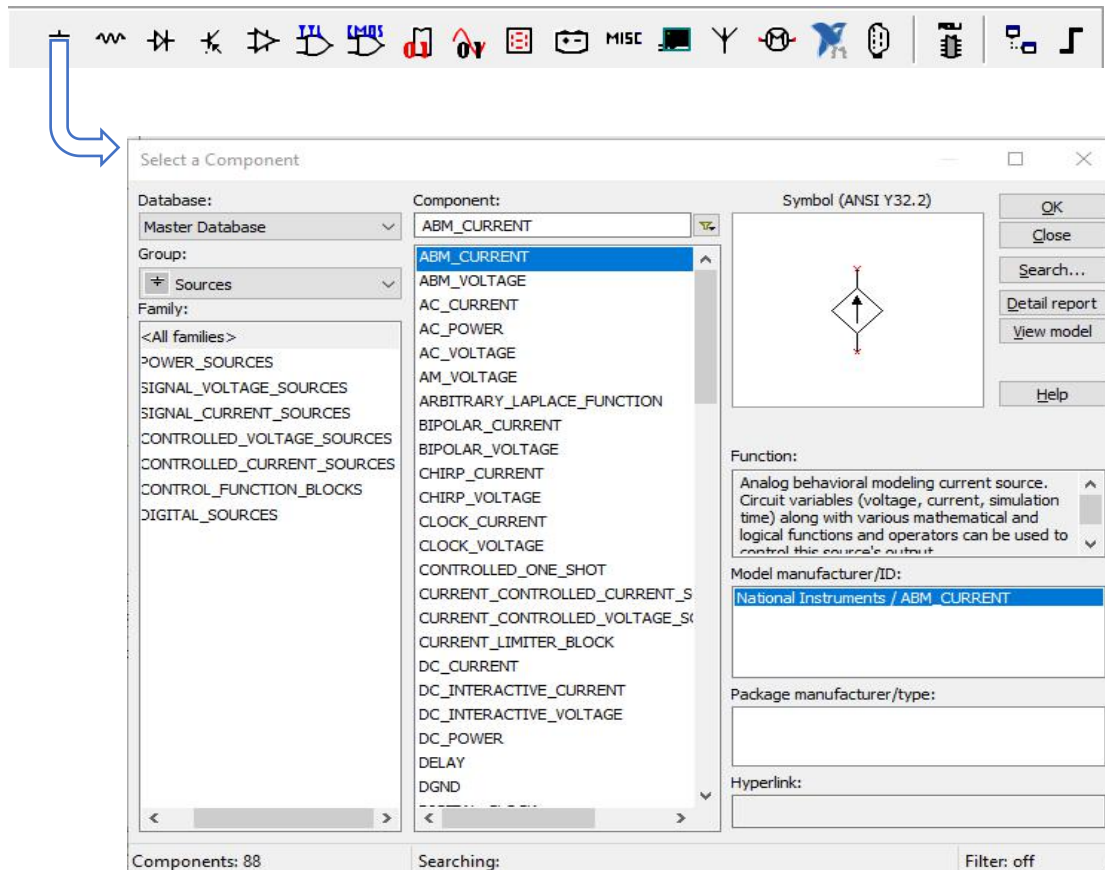 TTL
CMOS
MISC
Select a Component
Database:
Master Database
Group:
Sources
Family:
<All families>
POWER_SOURCES
SIGNAL_VOLTAGE_SOURCES
SIGNAL_CURRENT_SOURCES
CONTROLLED_VOLTAGE_SOURCES
CONTROLLED_CURRENT_SOURCES
CONTROL_FUNCTION_BLOCKS
DIGITAL_SOURCES
Component:
ABM_CURRENT
ABM_CURRENT
ABM_VOLTAGE
AC_CURRENT
AC_POWER
AC_VOLTAGE
AM_VOLTAGE
ARBITRARY_LAPLACE_FUNCTION
BIPOLAR_CURRENT
BIPOLAR_VOLTAGE
CHIRP_CURRENT
CHIRP_VOLTAGE
CLOCK_CURRENT
CLOCK_VOLTAGE
CONTROLLED_ONE_SHOT
CURRENT_CONTROLLED_CURRENT_S
CURRENT_CONTROLLED_VOLTAGE_SO
CURRENT_LIMITER_BLOCK
DC_CURRENT
DC_INTERACTIVE_CURRENT
DC_INTERACTIVE_VOLTAGE
DC_POWER
DELAY
DGND
Symbol (ANSI Y32.2)
OK
Close
Search...
Detail report
View model
Help
Function:
Analog behavioral modeling current source.
Circuit variables (voltage, current, simulation
time) along with various mathematical and
logical functions and operators can be used to
control this source's output
Model manufacturer/ID:
National Instruments / ABM_CURRENT
Package manufacturer/type:
Hyperlink:
Components: 88
Searching:
Filter: off